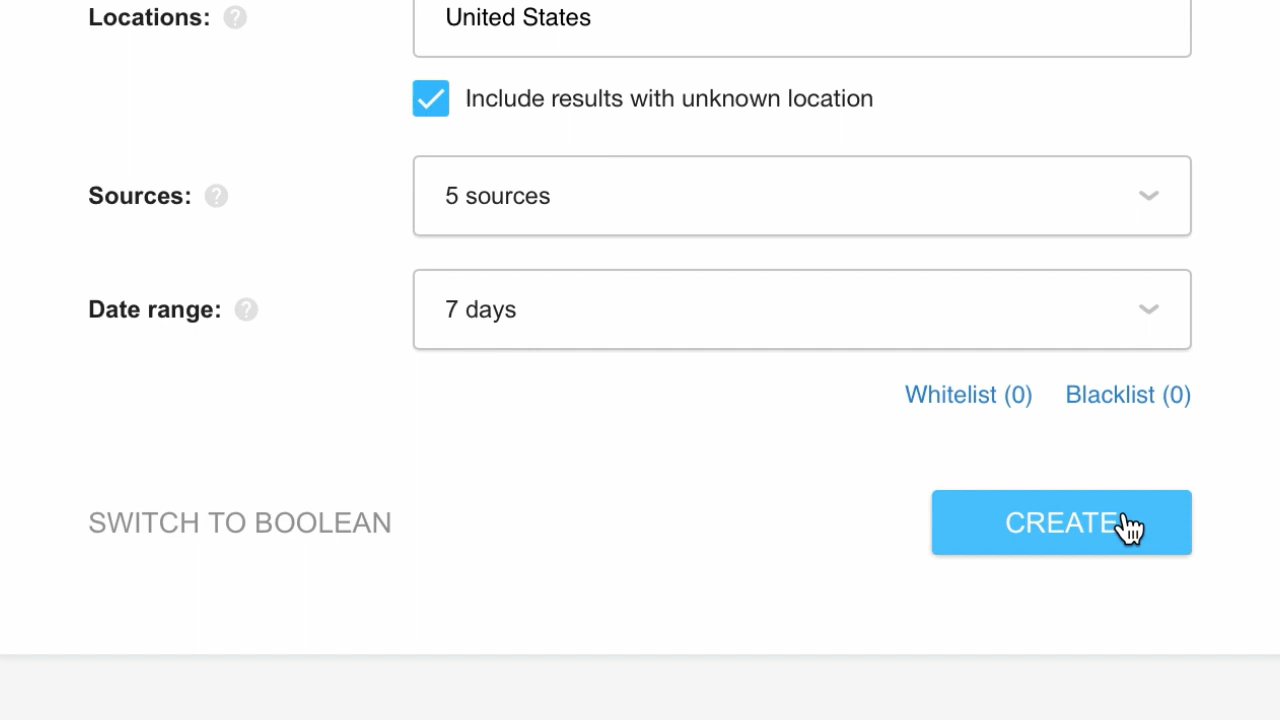 Locations: ? United States
Include results with unknown location
Sources: ? 5 sources
Date range: ? 7 days
Whitelist (0) Blacklist (0)
SWITCH TO BOOLEAN CREATE